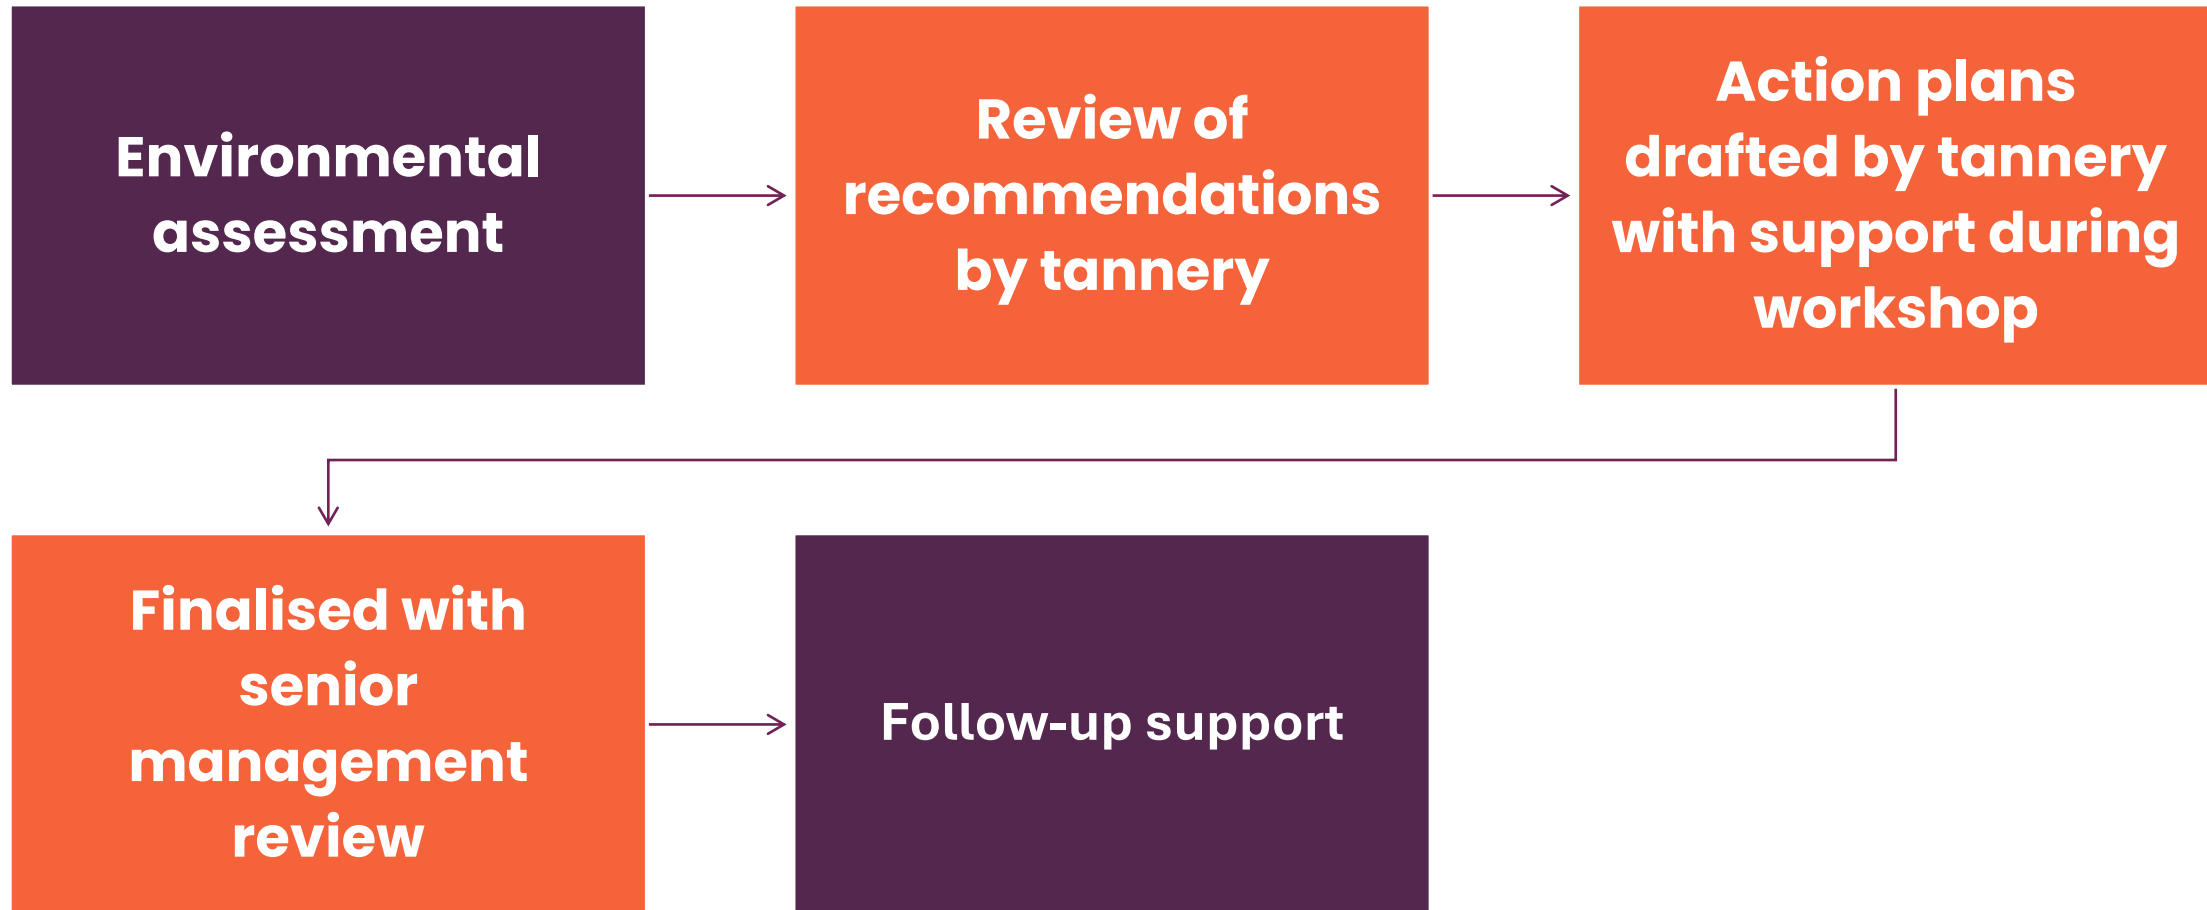 Environmental
assessment
Review of
recommendations
by tannery
Action plans
drafted by tannery
with support during
workshop
Finalised with
senior
management
review
Follow-up support